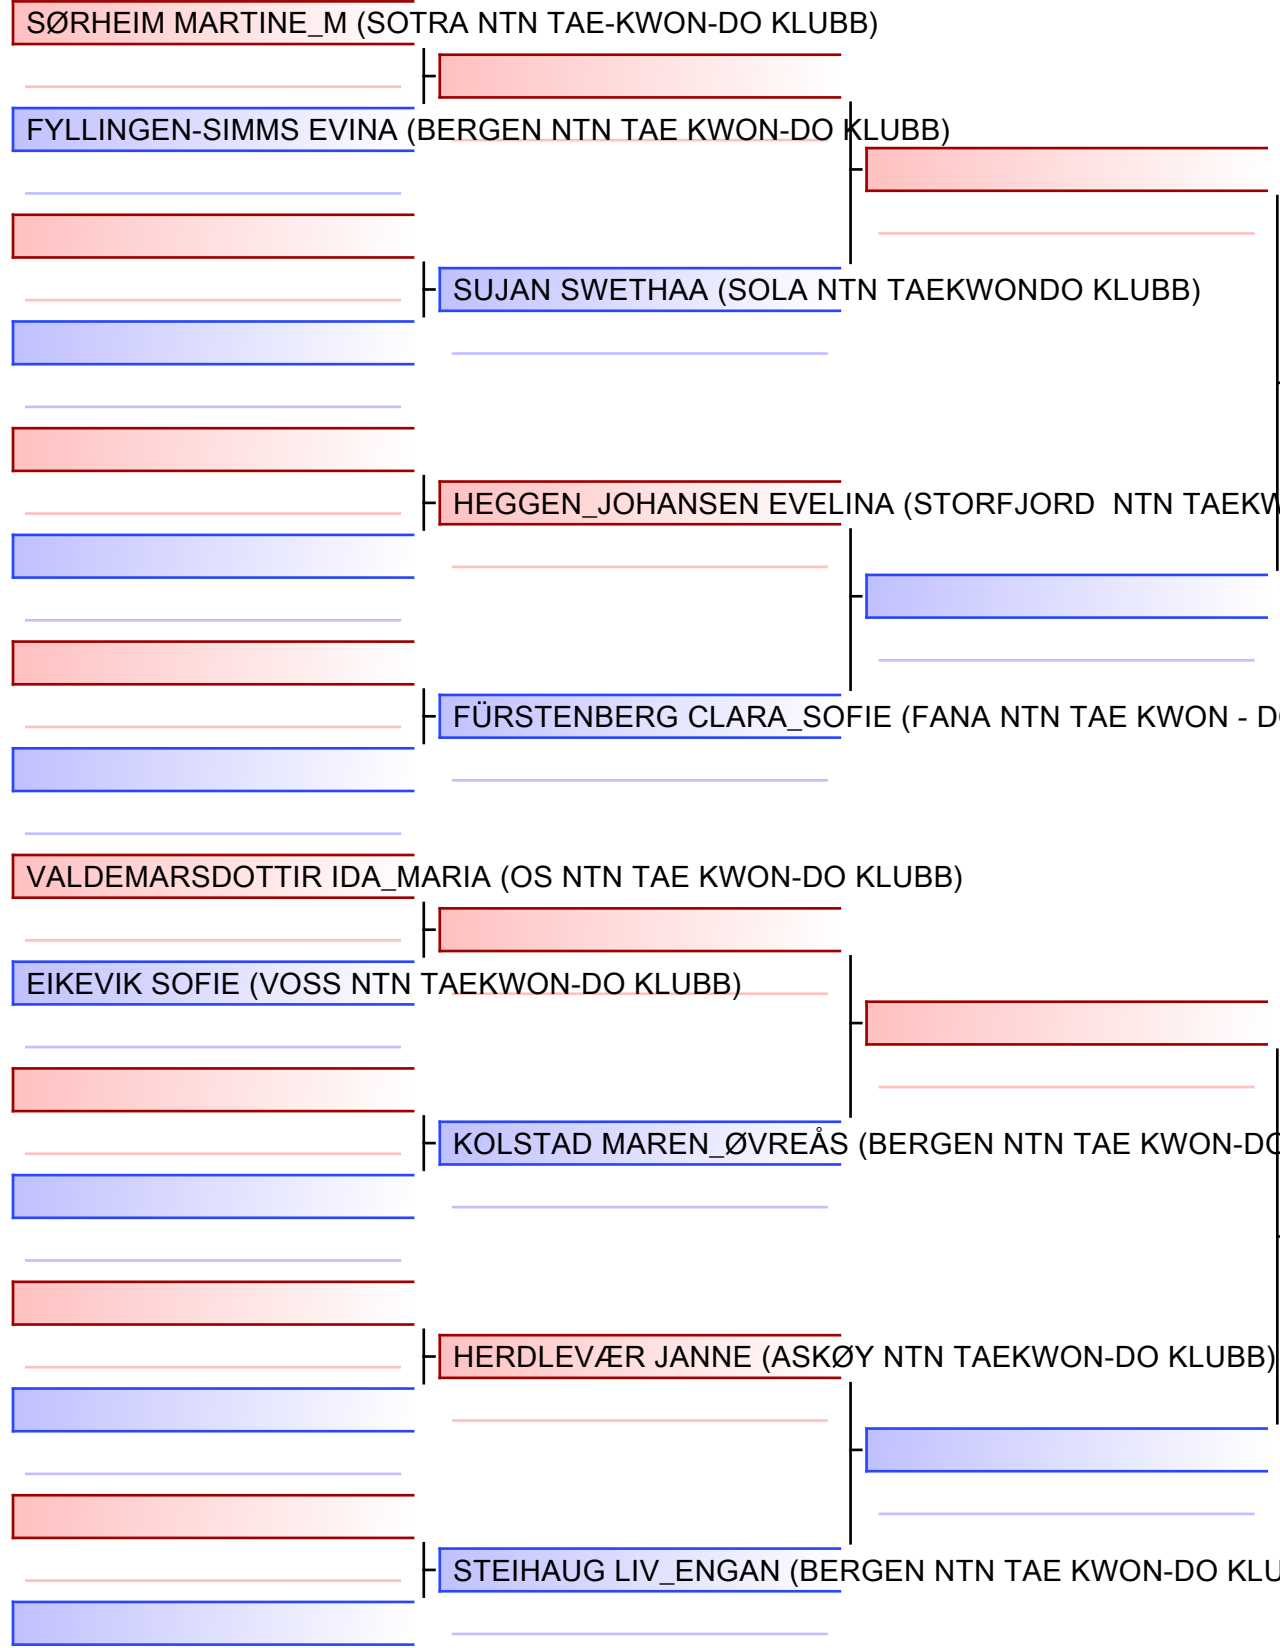 SØRHEIM MARTINE_M (SOTRA NTN TAE-KWON-DO KLUBB)
FYLLINGEN-SIMMS EVINA (BERGEN NTN TAE KWON-DO KLUBB)
SUJAN SWETHAA (SOLA NTN TAEKWONDO KLUBB)
HEGGEN_JOHANSEN EVELINA (STORFJORD  NTN
FÜRSTENBERG CLARA_SOFIE (FANA NTN TAE KWON -
VALDEMARSDOTTIR IDA_MARIA (OS NTN TAE KWON-DO KLUBB)
EIKEVIK SOFIE (VOSS NTN TAEKWON-DO KLUBB)
KOLSTAD MAREN_ØVREÅS (BERGEN NTN TAE KWON-DO
HERDLEVÆR JANNE (ASKØY NTN TAEKWON-DO KLUBB)
STEIHAUG LIV_ENGAN (BERGEN NTN TAE KWON-DO